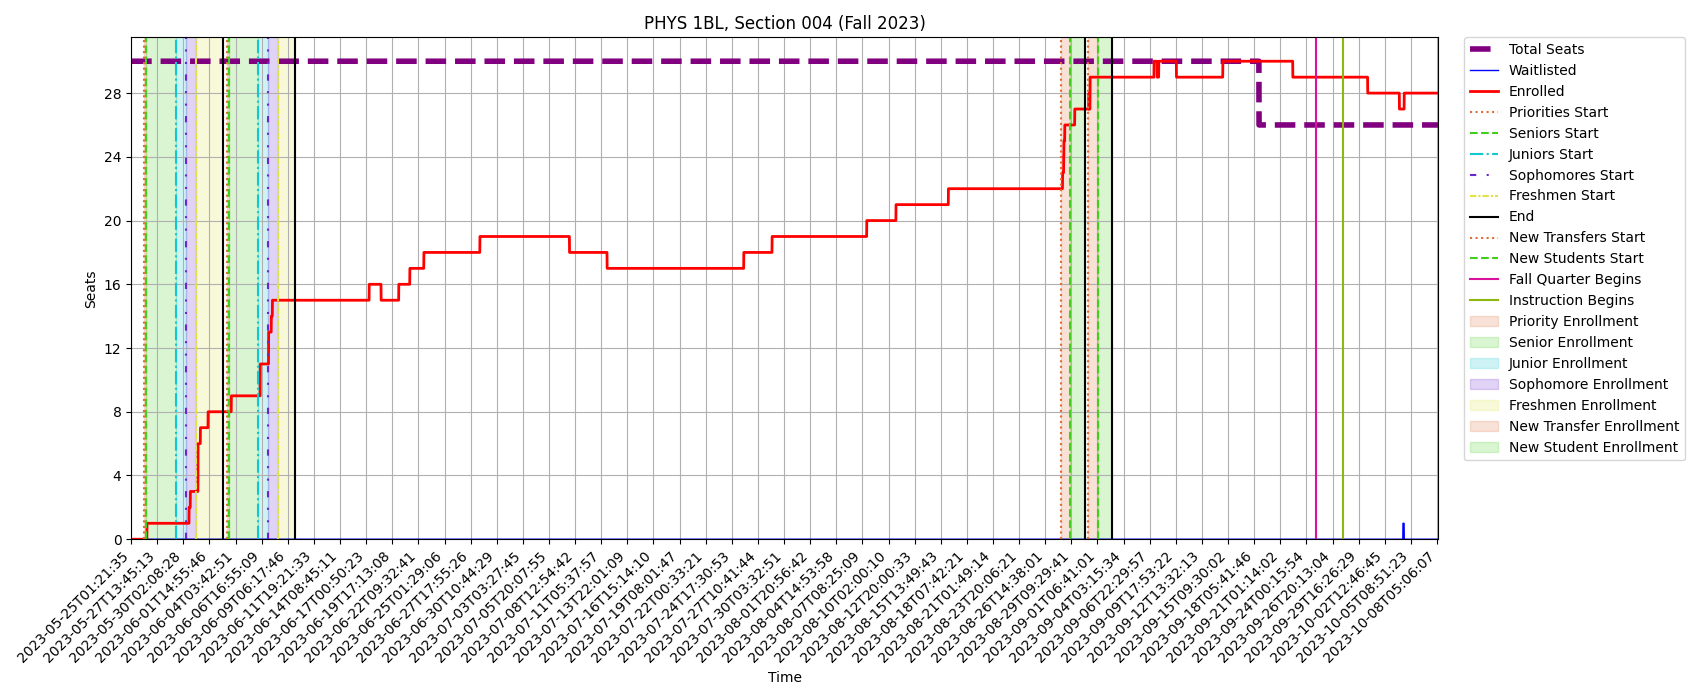 PHYS 1BL, Section 004 (Fall 2023)
Seats
28
24
20
16
12
8
4
0
2023-05-25T01:21:35
2023-05-27T13:45:13
2023-05-30T02:08:28
2023-06-01T14:55:46
2023-06-04T03:42:51
2023-06-06T16:55:09
2023-06-09T06:17:46
2023-06-11T19:21:33
2023-06-14T08:45:11
2023-06-17T00:50:23
2023-06-19T17:13:08
2023-06-22T09:32:41
2023-06-25T01:29:06
2023-06-27T17:55:26
2023-06-30T10:44:29
2023-07-03T03:27:45
2023-07-05T20:07:55
2023-07-08T12:54:42
2023-07-11T05:37:57
2023-07-13T22:01:09
2023-07-16T15:14:10
2023-07-19T08:01:47
2023-07-22T00:33:21
2023-07-24T17:30:53
2023-07-27T10:41:44
2023-07-30T03:32:51
2023-08-01T20:56:42
2023-08-04T14:53:58
2023-08-07T08:25:09
2023-08-10T02:00:10
2023-08-12T20:00:33
2023-08-15T13:49:43
2023-08-18T07:42:21
2023-08-21T01:49:14
2023-08-23T20:06:21
2023-08-26T14:38:01
2023-08-29T09:29:41
2023-09-01T06:41:01
2023-09-04T03:15:34
2023-09-06T22:29:57
2023-09-09T17:53:22
2023-09-12T13:32:13
2023-09-15T09:30:02
2023-09-18T05:41:46
2023-09-21T01:14:02
2023-09-24T00:15:54
2023-09-26T20:13:04
2023-09-29T16:26:29
2023-10-02T12:46:45
2023-10-05T08:51:23
2023-10-08T05:06:07
Time
Total Seats
Waitlisted
Enrolled
Priorities Start
Seniors Start
Juniors Start
Sophomores Start
Freshmen Start
End
New Transfers Start
New Students Start
Fall Quarter Begins
Instruction Begins
Priority Enrollment
Senior Enrollment
Junior Enrollment
Sophomore Enrollment
Freshmen Enrollment
New Transfer Enrollment
New Student Enrollment